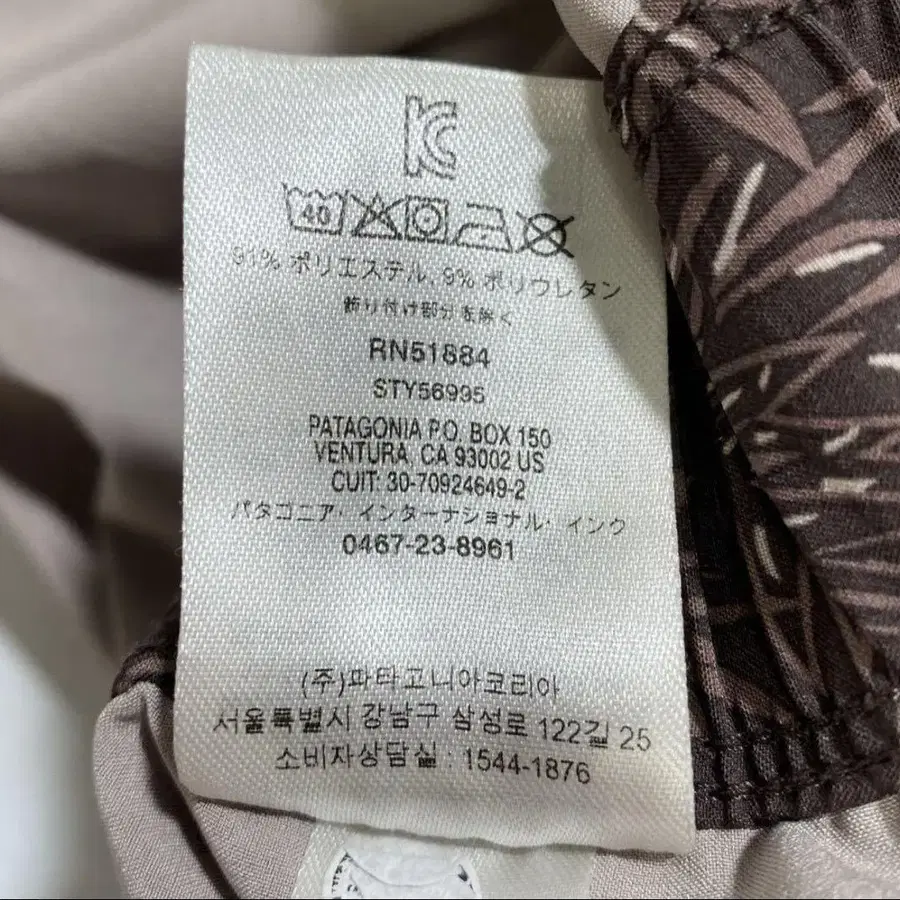 KC
40
91% ポリエステル, 9% ポリウレタン
飾り付け部分を除く
RN51884
STY56995
PATAGONIA P.O. BOX 150
VENTURA, CA 93002 US
CUIT: 30-70924649-2
パタゴニア・インターナショナル・インク
0467-23-8961
(주)파타고니아코리아
서울특별시 강남구 삼성로 122길 25
소비자상담실 : 1544-1876